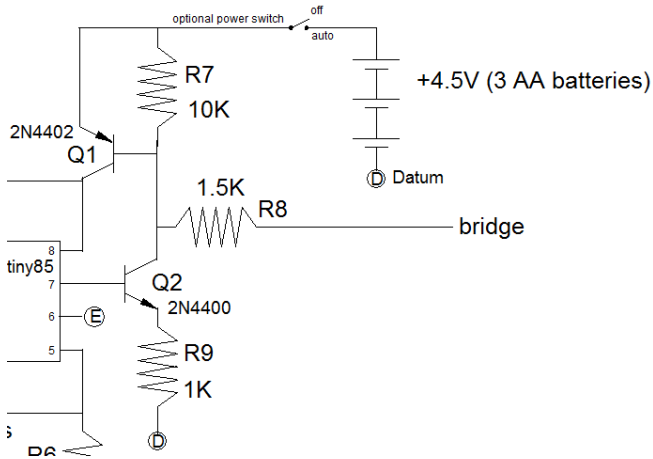 optional power switch
off
auto
R7
10K
+4.5V (3 AA batteries)
2N4402
Q1
D Datum
1.5K
R8
bridge
8
tiny85
7
Q2
2N4400
6
E
5
R9
1K
D
s
R6